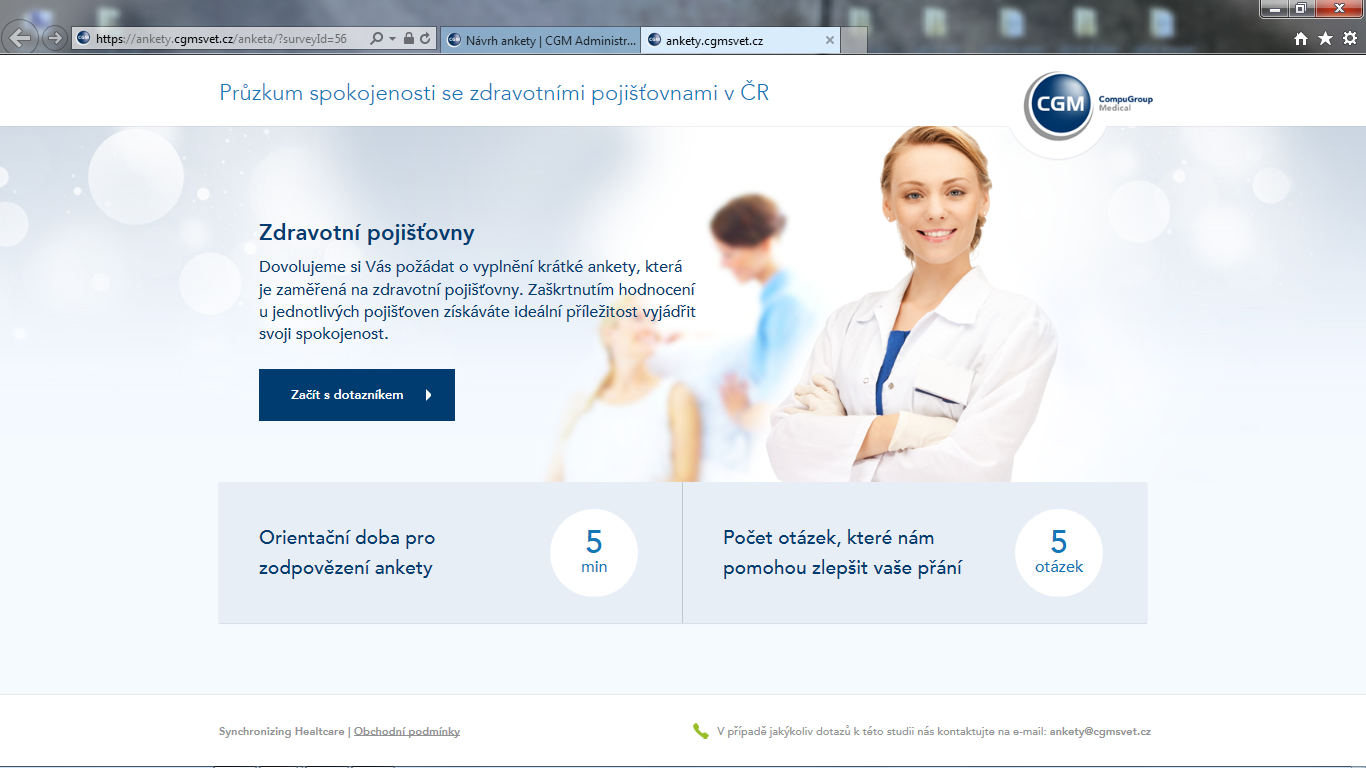 https://ankety.cgmsvet.cz/anketa/?surveyId=56
Návrh ankety | CGM Administr...
ankety.cgmsvet.cz
Průzkum spokojenosti se zdravotními pojišťovnami v ČR
CGM
CompuGroup
Medical
Zdravotní pojišťovny
Dovolujeme si Vás požádat o vyplnění krátké ankety, která
je zaměřená na zdravotní pojišťovny. Zaškrtnutím hodnocení
u jednotlivých pojišťoven získáváte ideální příležitost vyjádřit
svoji spokojenost.
Začít s dotazníkem
Orientační doba pro
zodpovězení ankety
5
min
Počet otázek, které nám
pomohou zlepšit vaše přání
5
otázek
Synchronizing Healtcare | Obchodní podmínky
V případě jakýkoliv dotazů k této studii nás kontaktujte na e-mail: ankety@cgmsvet.cz